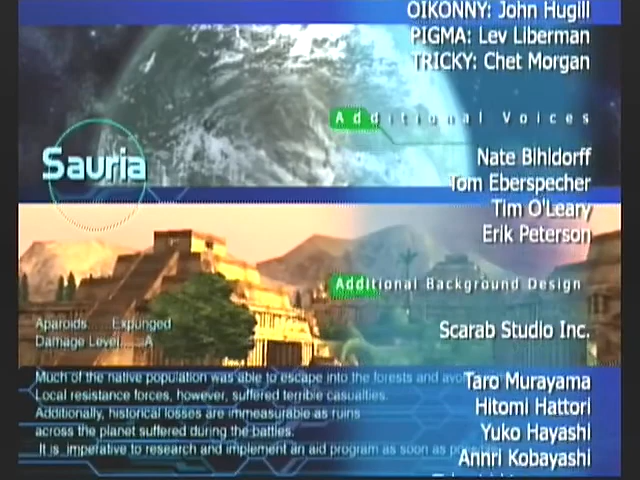 OIKONNY: John Hugill
PIGMA: Lev Liberman
TRICKY: Chet Morgan
Additional Voices
Sauria
Nate Bihldorff
Tom Eberspecher
Tim O'Leary
Erik Peterson
Additional Background Design
Aparoids.....Expunged
Damage Level.....A
Scarab Studio Inc.
Much of the native population was able to escape into the forests and
Local resistance forces, however, suffered terrible casualties.
Additionally, historical losses are immeasurable as ruins
across the planet suffered during the battles.
It is imperative to research and implement an aid program as soon as
Taro Murayama
Hitomi Hattori
Yuko Hayashi
Annri Kobayashi